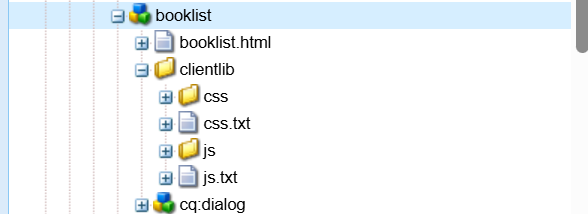 booklist
booklist.html
clientlib
css
css.txt
js
js.txt
cq:dialog